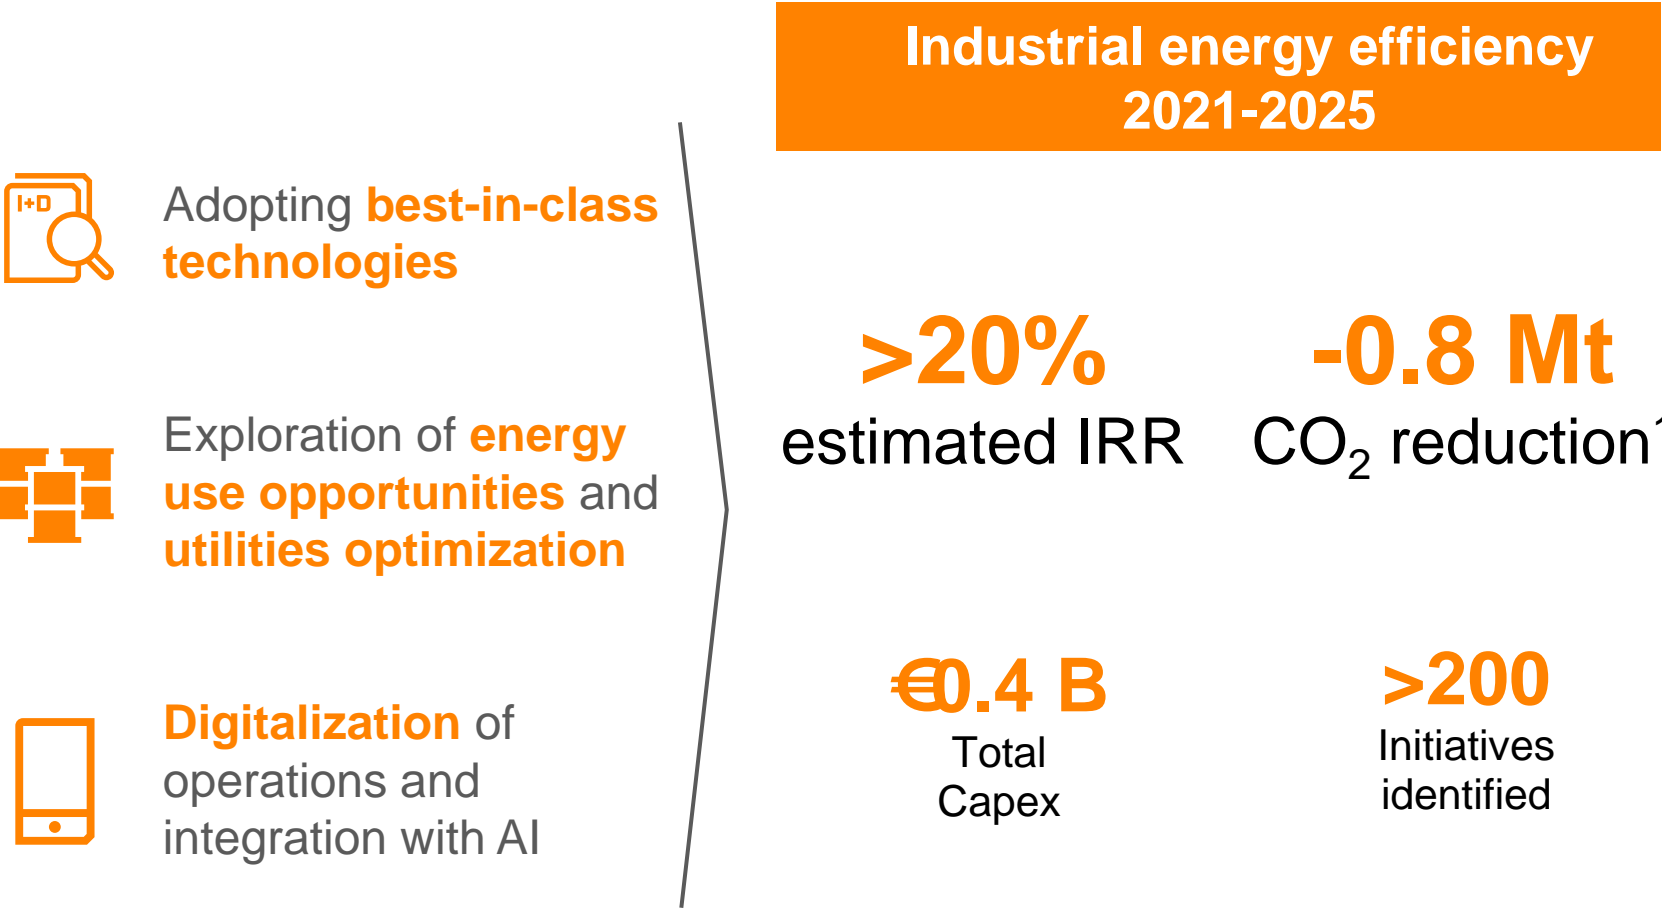 Industrial energy efficiency
2021-2025
I+D
Adopting best-in-class
technologies
Exploration of energy
use opportunities and
utilities optimization
Digitalization of
operations and
integration with AI
>20%
estimated IRR
-0.8 Mt
CO₂ reduction¹
€0.4 B
Total
Capex
>200
Initiatives
identified